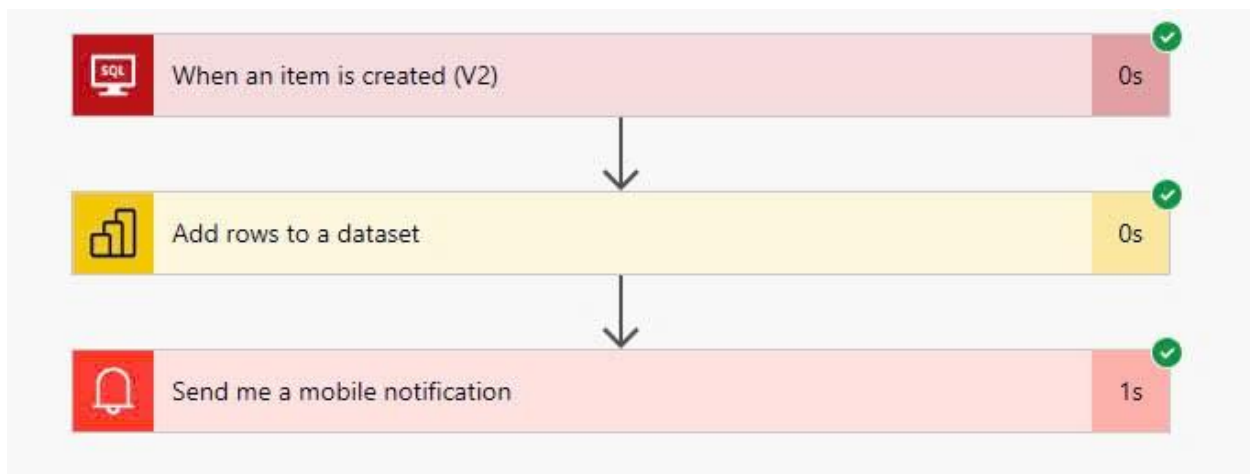 SQL
When an item is created (V2)
0s
Add rows to a dataset
0s
Send me a mobile notification
1s